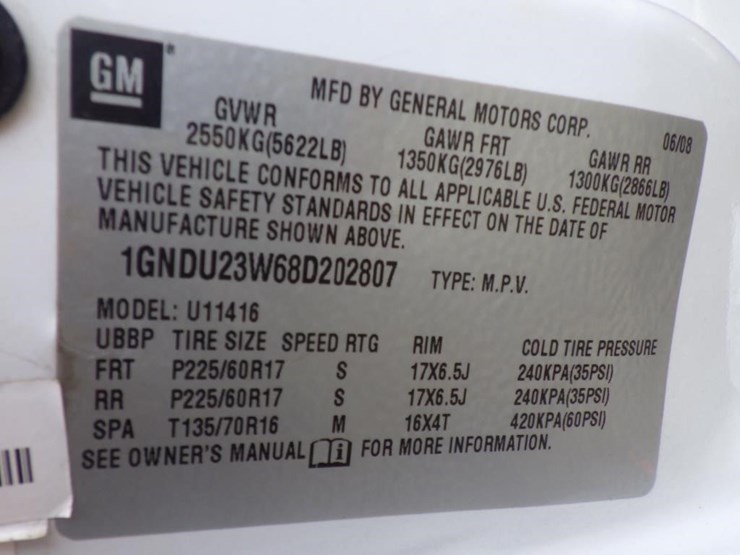 GM
MFD BY GENERAL MOTORS CORP. 06/08
GVWR GAWR FRT GAWR RR
2550KG(5622LB) 1350KG(2976LB) 1300KG(2866LB)
THIS VEHICLE CONFORMS TO ALL APPLICABLE U.S. FEDERAL MOTOR
VEHICLE SAFETY STANDARDS IN EFFECT ON THE DATE OF
MANUFACTURE SHOWN ABOVE.
1GNDU23W68D202807 TYPE: M.P.V.
MODEL: U11416
UBBP TIRE SIZE SPEED RTG RIM COLD TIRE PRESSURE
FRT P225/60R17 S 17X6.5J 240KPA(35PSI)
RR P225/60R17 S 17X6.5J 240KPA(35PSI)
SPA T135/70R16 M 16X4T 420KPA(60PSI)
SEE OWNER'S MANUAL i FOR MORE INFORMATION.